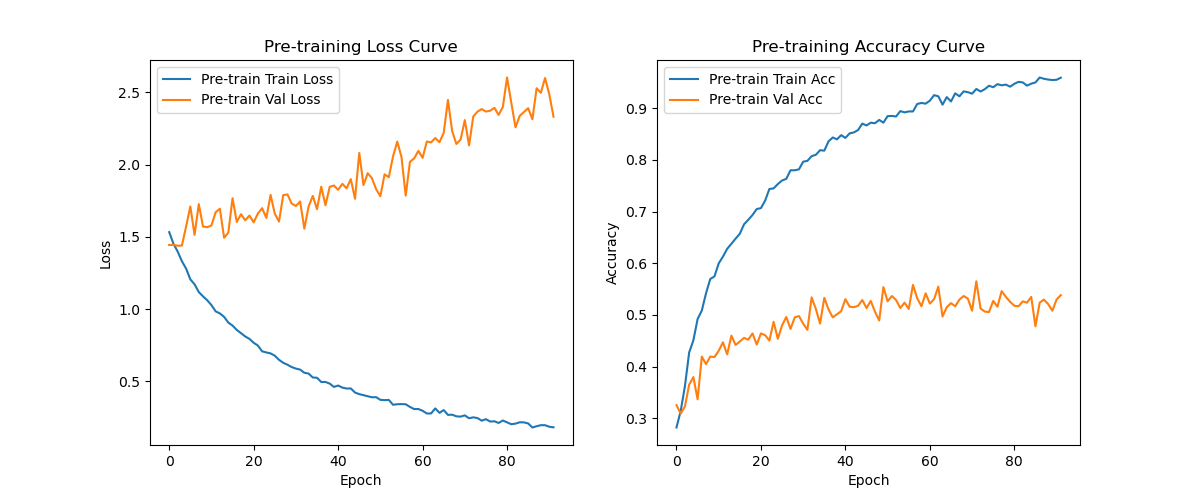 Pre-training Loss Curve
Pre-train Train Loss
Pre-train Val Loss
2.5
2.0
1.5
1.0
0.5
Loss
0 20 40 60 80
Epoch
Pre-training Accuracy Curve
Pre-train Train Acc
Pre-train Val Acc
0.9
0.8
0.7
0.6
0.5
0.4
0.3
Accuracy
0 20 40 60 80
Epoch